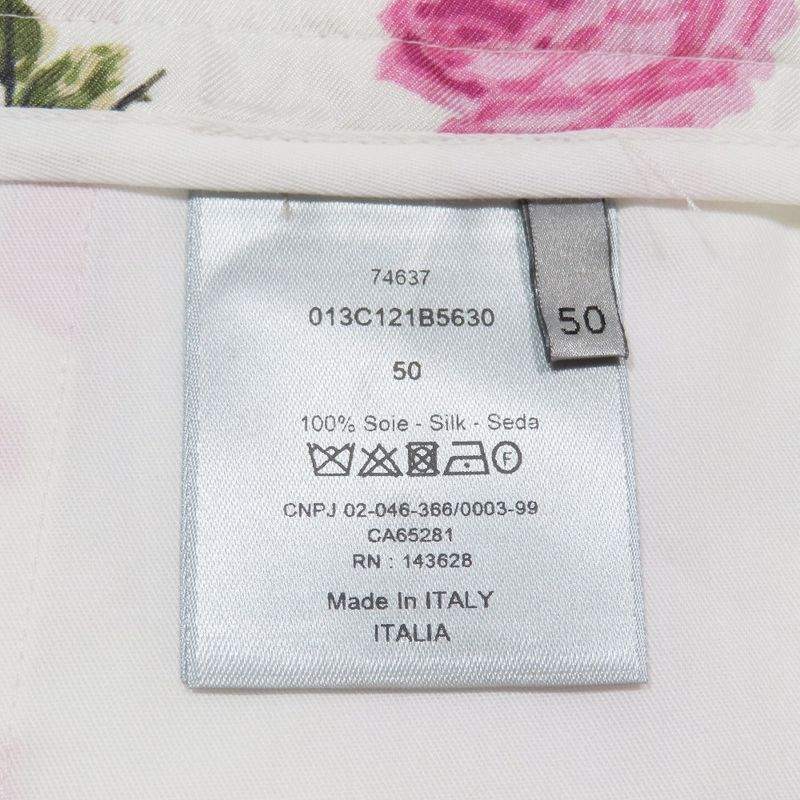 74637
013C121B5630
50
50
100% Soie - Silk - Seda
F
CNPJ 02-046-366/0003-99
CA65281
RN : 143628
Made In ITALY
ITALIA